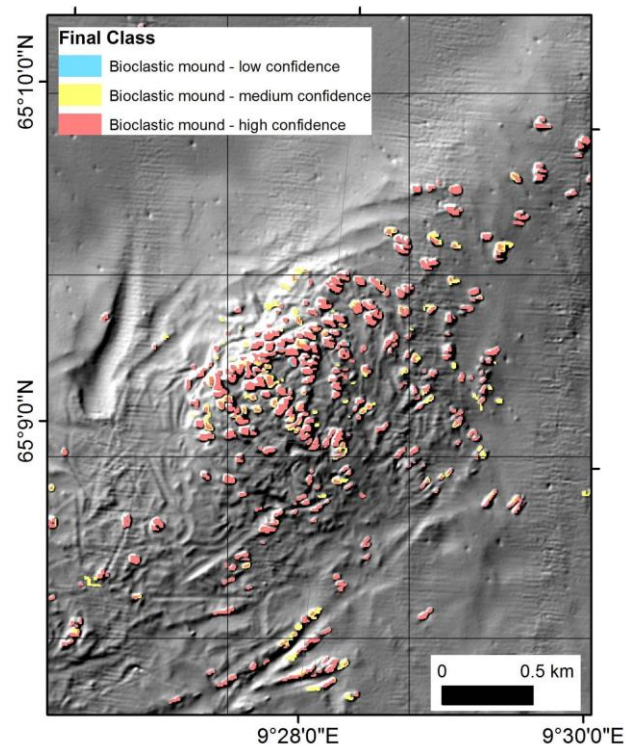 Final Class
Bioclastic mound - low confidence
Bioclastic mound - medium confidence
Bioclastic mound - high confidence
65°10'0"N
65°9'0"N
0 0.5 km
9°28'0"E 9°30'0"E